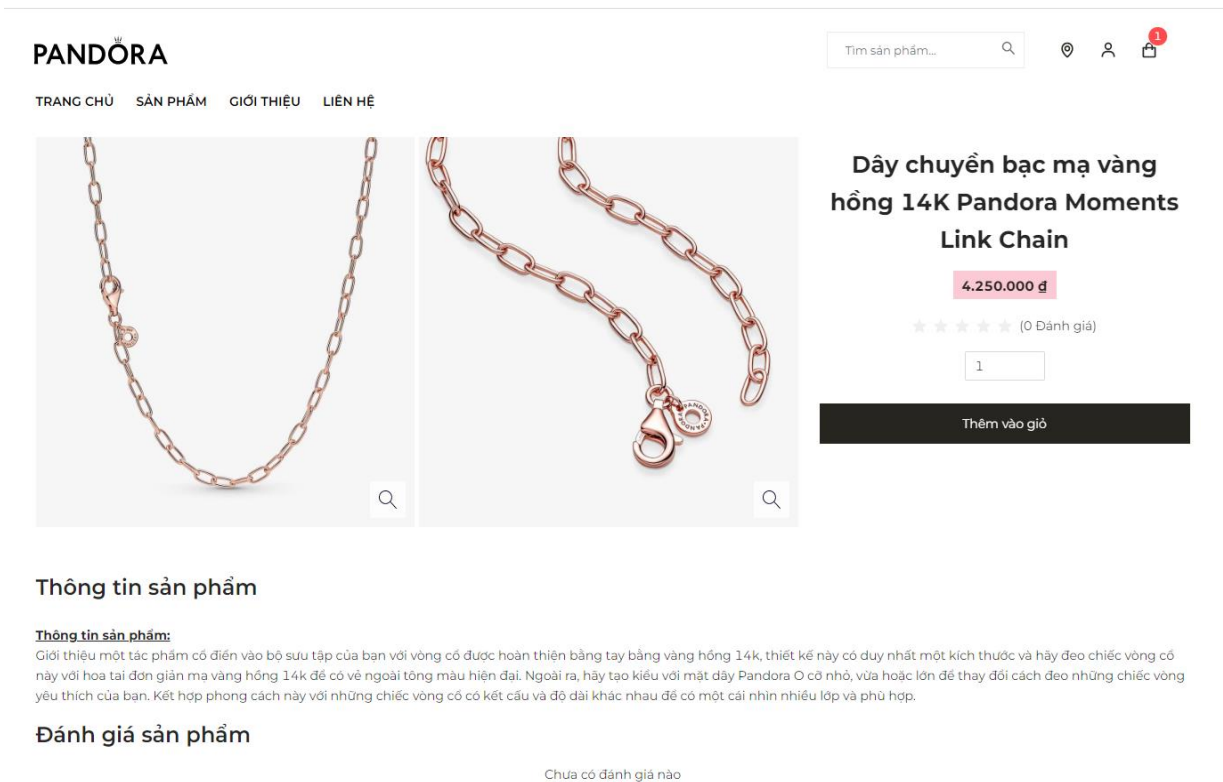 PANDORA
Tìm sản phẩm...
1
TRANG CHỦ SẢN PHẨM GIỚI THIỆU LIÊN HỆ
Dây chuyền bạc mạ vàng
hồng 14K Pandora Moments
Link Chain
4.250.000 ₫
(0 Đánh giá)
1
Thêm vào giỏ
PANDORA•PANDORA
Thông tin sản phẩm
Thông tin sản phẩm:
Giới thiệu một tác phẩm cổ điển vào bộ sưu tập của bạn với vòng cổ được hoàn thiện bằng tay bằng vàng hồng 14k, thiết kế này có duy nhất một kích thước và hãy đeo chiếc vòng cổ
này với hoa tai đơn giản mạ vàng hồng 14k để có vẻ ngoài tông màu hiện đại. Ngoài ra, hãy tạo kiểu với mặt dây Pandora O cỡ nhỏ, vừa hoặc lớn để thay đổi cách đeo những chiếc vòng
yêu thích của bạn. Kết hợp phong cách này với những chiếc vòng cổ có kết cấu và độ dài khác nhau để có một cái nhìn nhiều lớp và phù hợp.
Đánh giá sản phẩm
Chưa có đánh giá nào